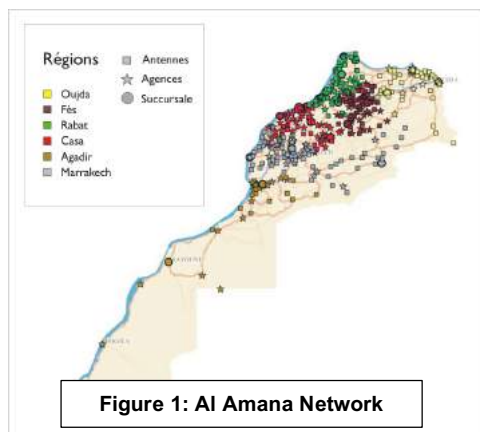 Régions
Oujda
Fès
Rabat
Casa
Agadir
Marrakech
Antennes
Agences
Succursale
Figure 1: Al Amana Network